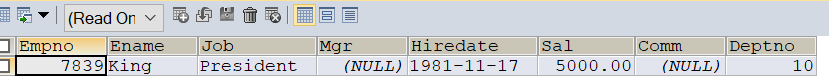 (Read On
Empno Ename Job Mgr Hiredate Sal Comm Deptno
7839 King President (NULL) 1981-11-17 5000.00 (NULL) 10